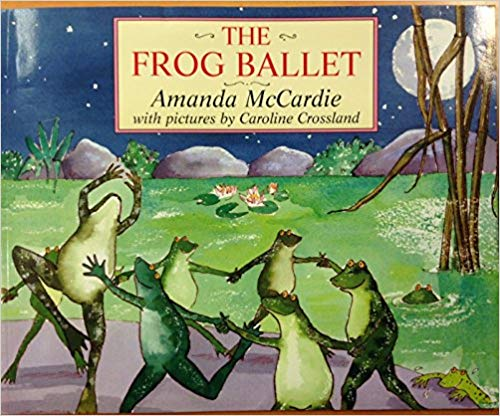 THE
FROG BALLET
Amanda McCardie
with pictures by Caroline Crossland